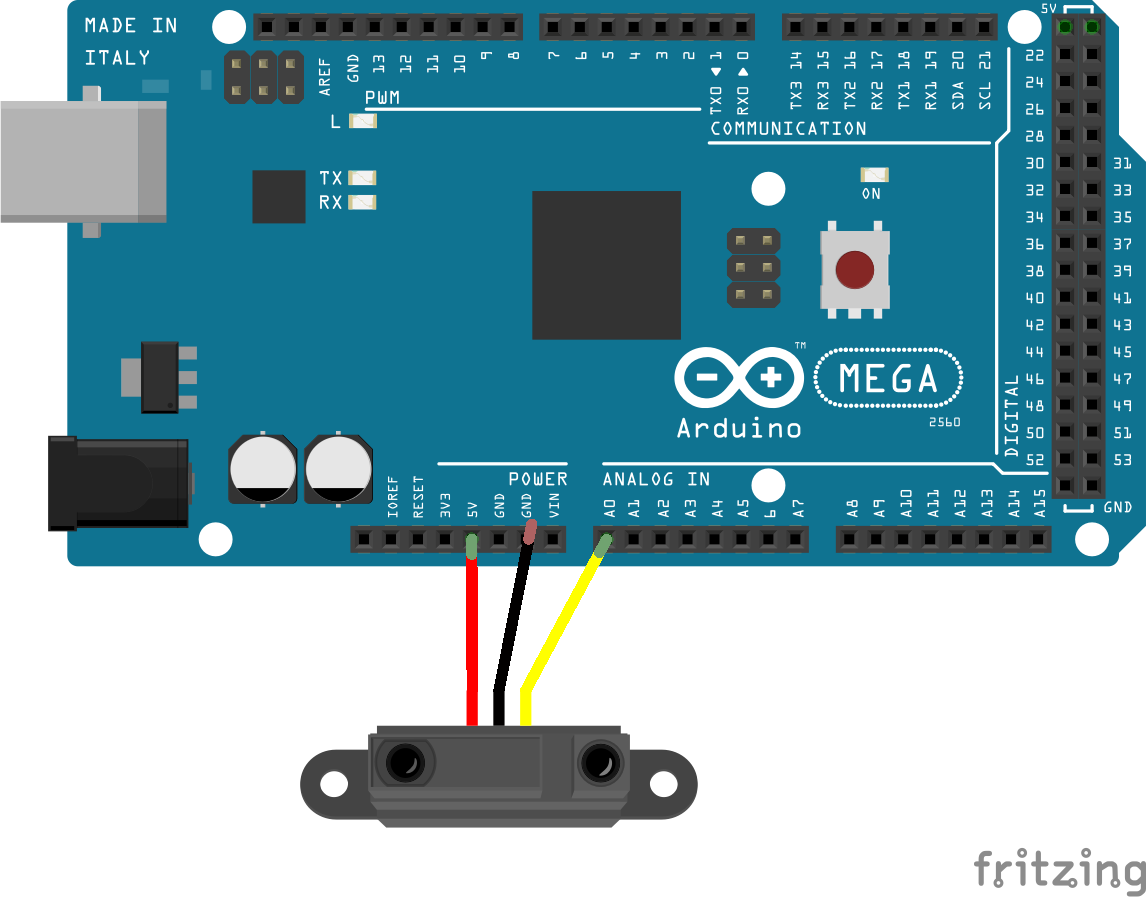 MADE IN
ITALY
AREF
GND
13
12
11
10
9
8
7
6
5
4
3
2
TX0 ◄ 1
RX0 ► 0
TX3 14
RX3 15
TX2 16
RX2 17
TX1 18
RX1 19
SDA 20
SCL 21
5V
PWM
COMMUNICATION
L
TX
RX
ON
22
24
26
28
30 31
32 33
34 35
36 37
38 39
40 41
42 43
44 45
46 47
48 49
50 51
52 53
DIGITAL
GND
TM
MEGA
Arduino
2560
POWER
ANALOG IN
IOREF
RESET
3V3
5V
GND
GND
VIN
A0
A1
A2
A3
A4
A5
6
A7
A8
A9
A10
A11
A12
A13
A14
A15
fritzing